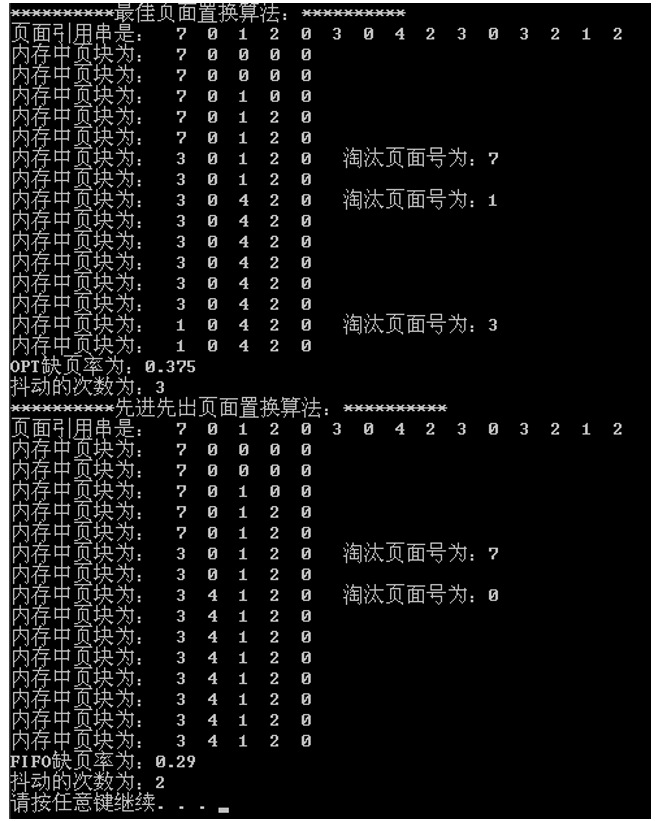 **********最佳页面置换算法：**********
页面引用串是： 7 0 1 2 0 3 0 4 2 3 0 3 2 1 2
内存中页块为： 7 0 0 0 0
内存中页块为： 7 0 0 0 0
内存中页块为： 7 0 1 0 0
内存中页块为： 7 0 1 2 0
内存中页块为： 7 0 1 2 0
内存中页块为： 3 0 1 2 0 淘汰页面号为：7
内存中页块为： 3 0 1 2 0
内存中页块为： 3 0 4 2 0 淘汰页面号为：1
内存中页块为： 3 0 4 2 0
内存中页块为： 3 0 4 2 0
内存中页块为： 3 0 4 2 0
内存中页块为： 3 0 4 2 0
内存中页块为： 3 0 4 2 0
内存中页块为： 1 0 4 2 0 淘汰页面号为：3
内存中页块为： 1 0 4 2 0
OPT缺页率为：0.375
抖动的次数为：3
**********先进先出页面置换算法：**********
页面引用串是： 7 0 1 2 0 3 0 4 2 3 0 3 2 1 2
内存中页块为： 7 0 0 0 0
内存中页块为： 7 0 0 0 0
内存中页块为： 7 0 1 0 0
内存中页块为： 7 0 1 2 0
内存中页块为： 7 0 1 2 0
内存中页块为： 3 0 1 2 0 淘汰页面号为：7
内存中页块为： 3 0 1 2 0
内存中页块为： 3 4 1 2 0 淘汰页面号为：0
内存中页块为： 3 4 1 2 0
内存中页块为： 3 4 1 2 0
内存中页块为： 3 4 1 2 0
内存中页块为： 3 4 1 2 0
内存中页块为： 3 4 1 2 0
内存中页块为： 3 4 1 2 0
内存中页块为： 3 4 1 2 0
FIFO缺页率为：0.29
抖动的次数为：2
请按任意键继续. . .